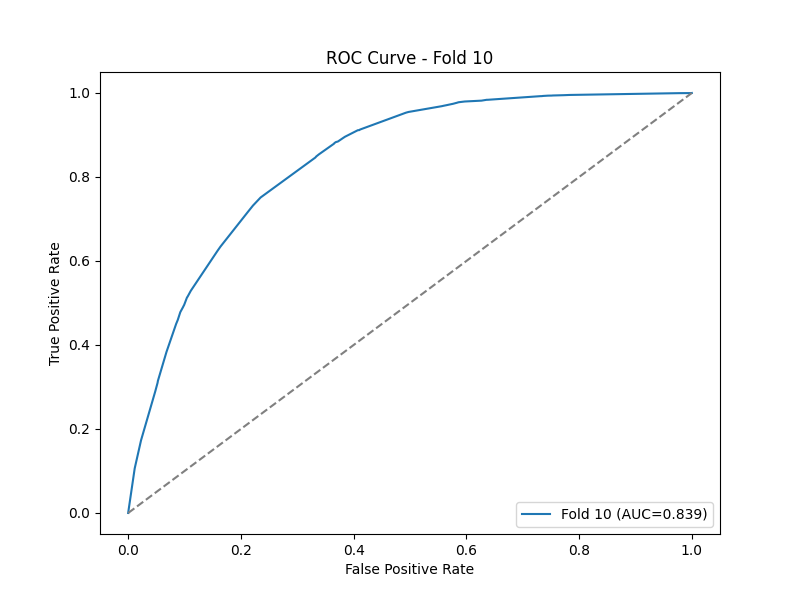 ROC Curve - Fold 10
True Positive Rate
1.0
0.8
0.6
0.4
0.2
0.0
0.0 0.2 0.4 0.6 0.8 1.0
False Positive Rate
Fold 10 (AUC=0.839)